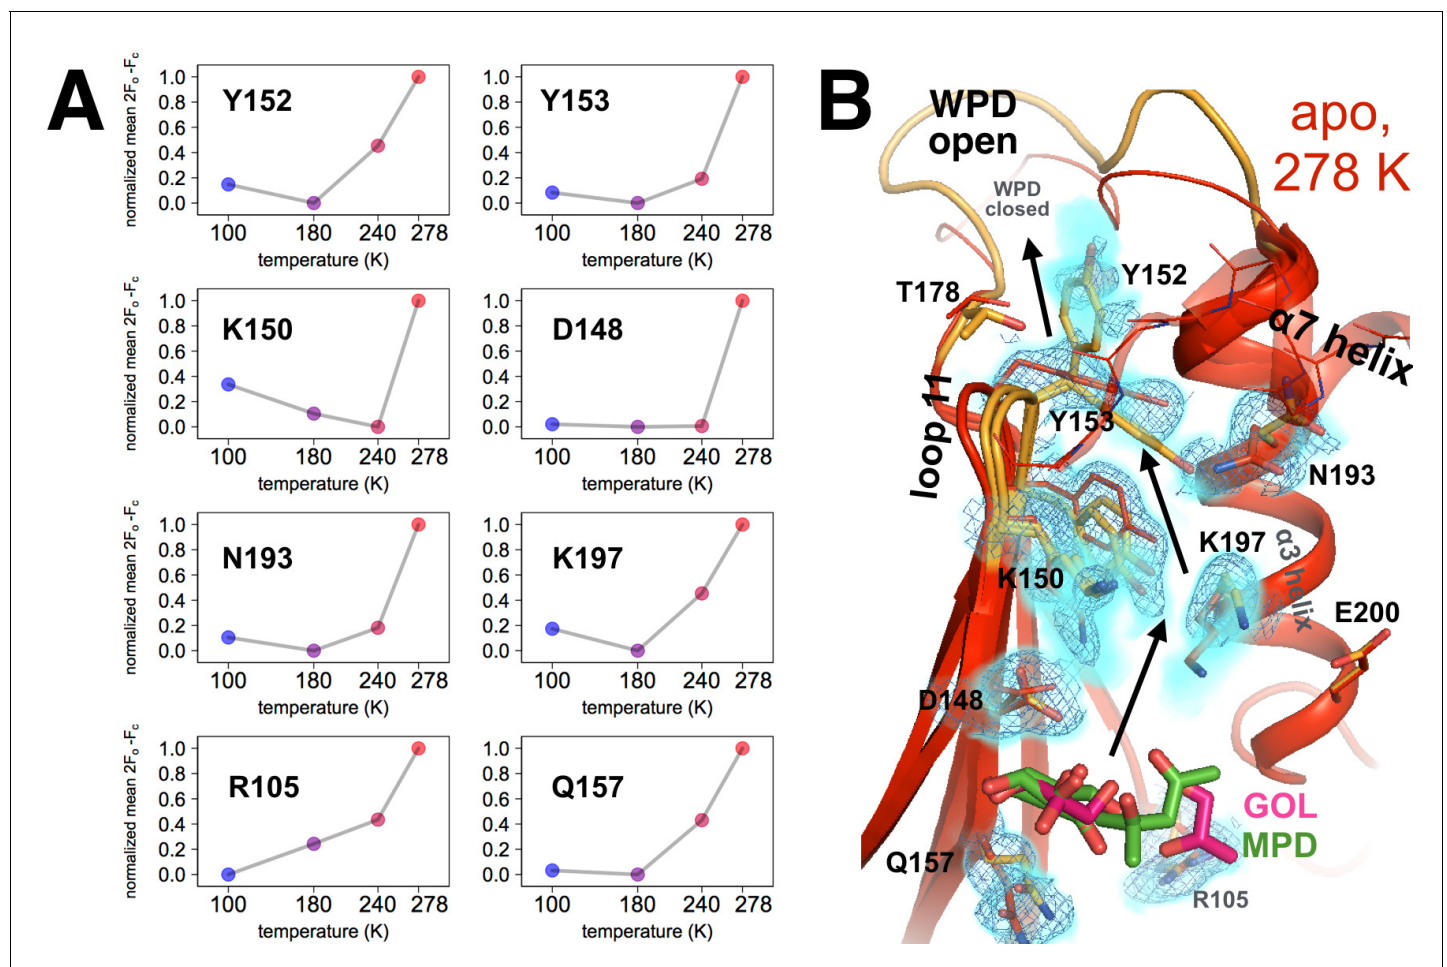 A
normalized mean 2Fo-Fc
1.0
0.8
0.6
0.4
0.2
0.0
Y152
100 180 240 278
temperature (K)
1.0
0.8
0.6
0.4
0.2
0.0
Y153
100 180 240 278
temperature (K)
normalized mean 2Fo-Fc
1.0
0.8
0.6
0.4
0.2
0.0
K150
100 180 240 278
temperature (K)
1.0
0.8
0.6
0.4
0.2
0.0
D148
100 180 240 278
temperature (K)
normalized mean 2Fo-Fc
1.0
0.8
0.6
0.4
0.2
0.0
N193
100 180 240 278
temperature (K)
1.0
0.8
0.6
0.4
0.2
0.0
K197
100 180 240 278
temperature (K)
normalized mean 2Fo-Fc
1.0
0.8
0.6
0.4
0.2
0.0
R105
100 180 240 278
temperature (K)
1.0
0.8
0.6
0.4
0.2
0.0
Q157
100 180 240 278
temperature (K)
B
WPD
open
apo,
278 K
WPD
closed
Y152
T178
α7 helix
loop 11
Y153
N193
K197
K150
α3 helix
E200
D148
GOL
MPD
Q157
R105